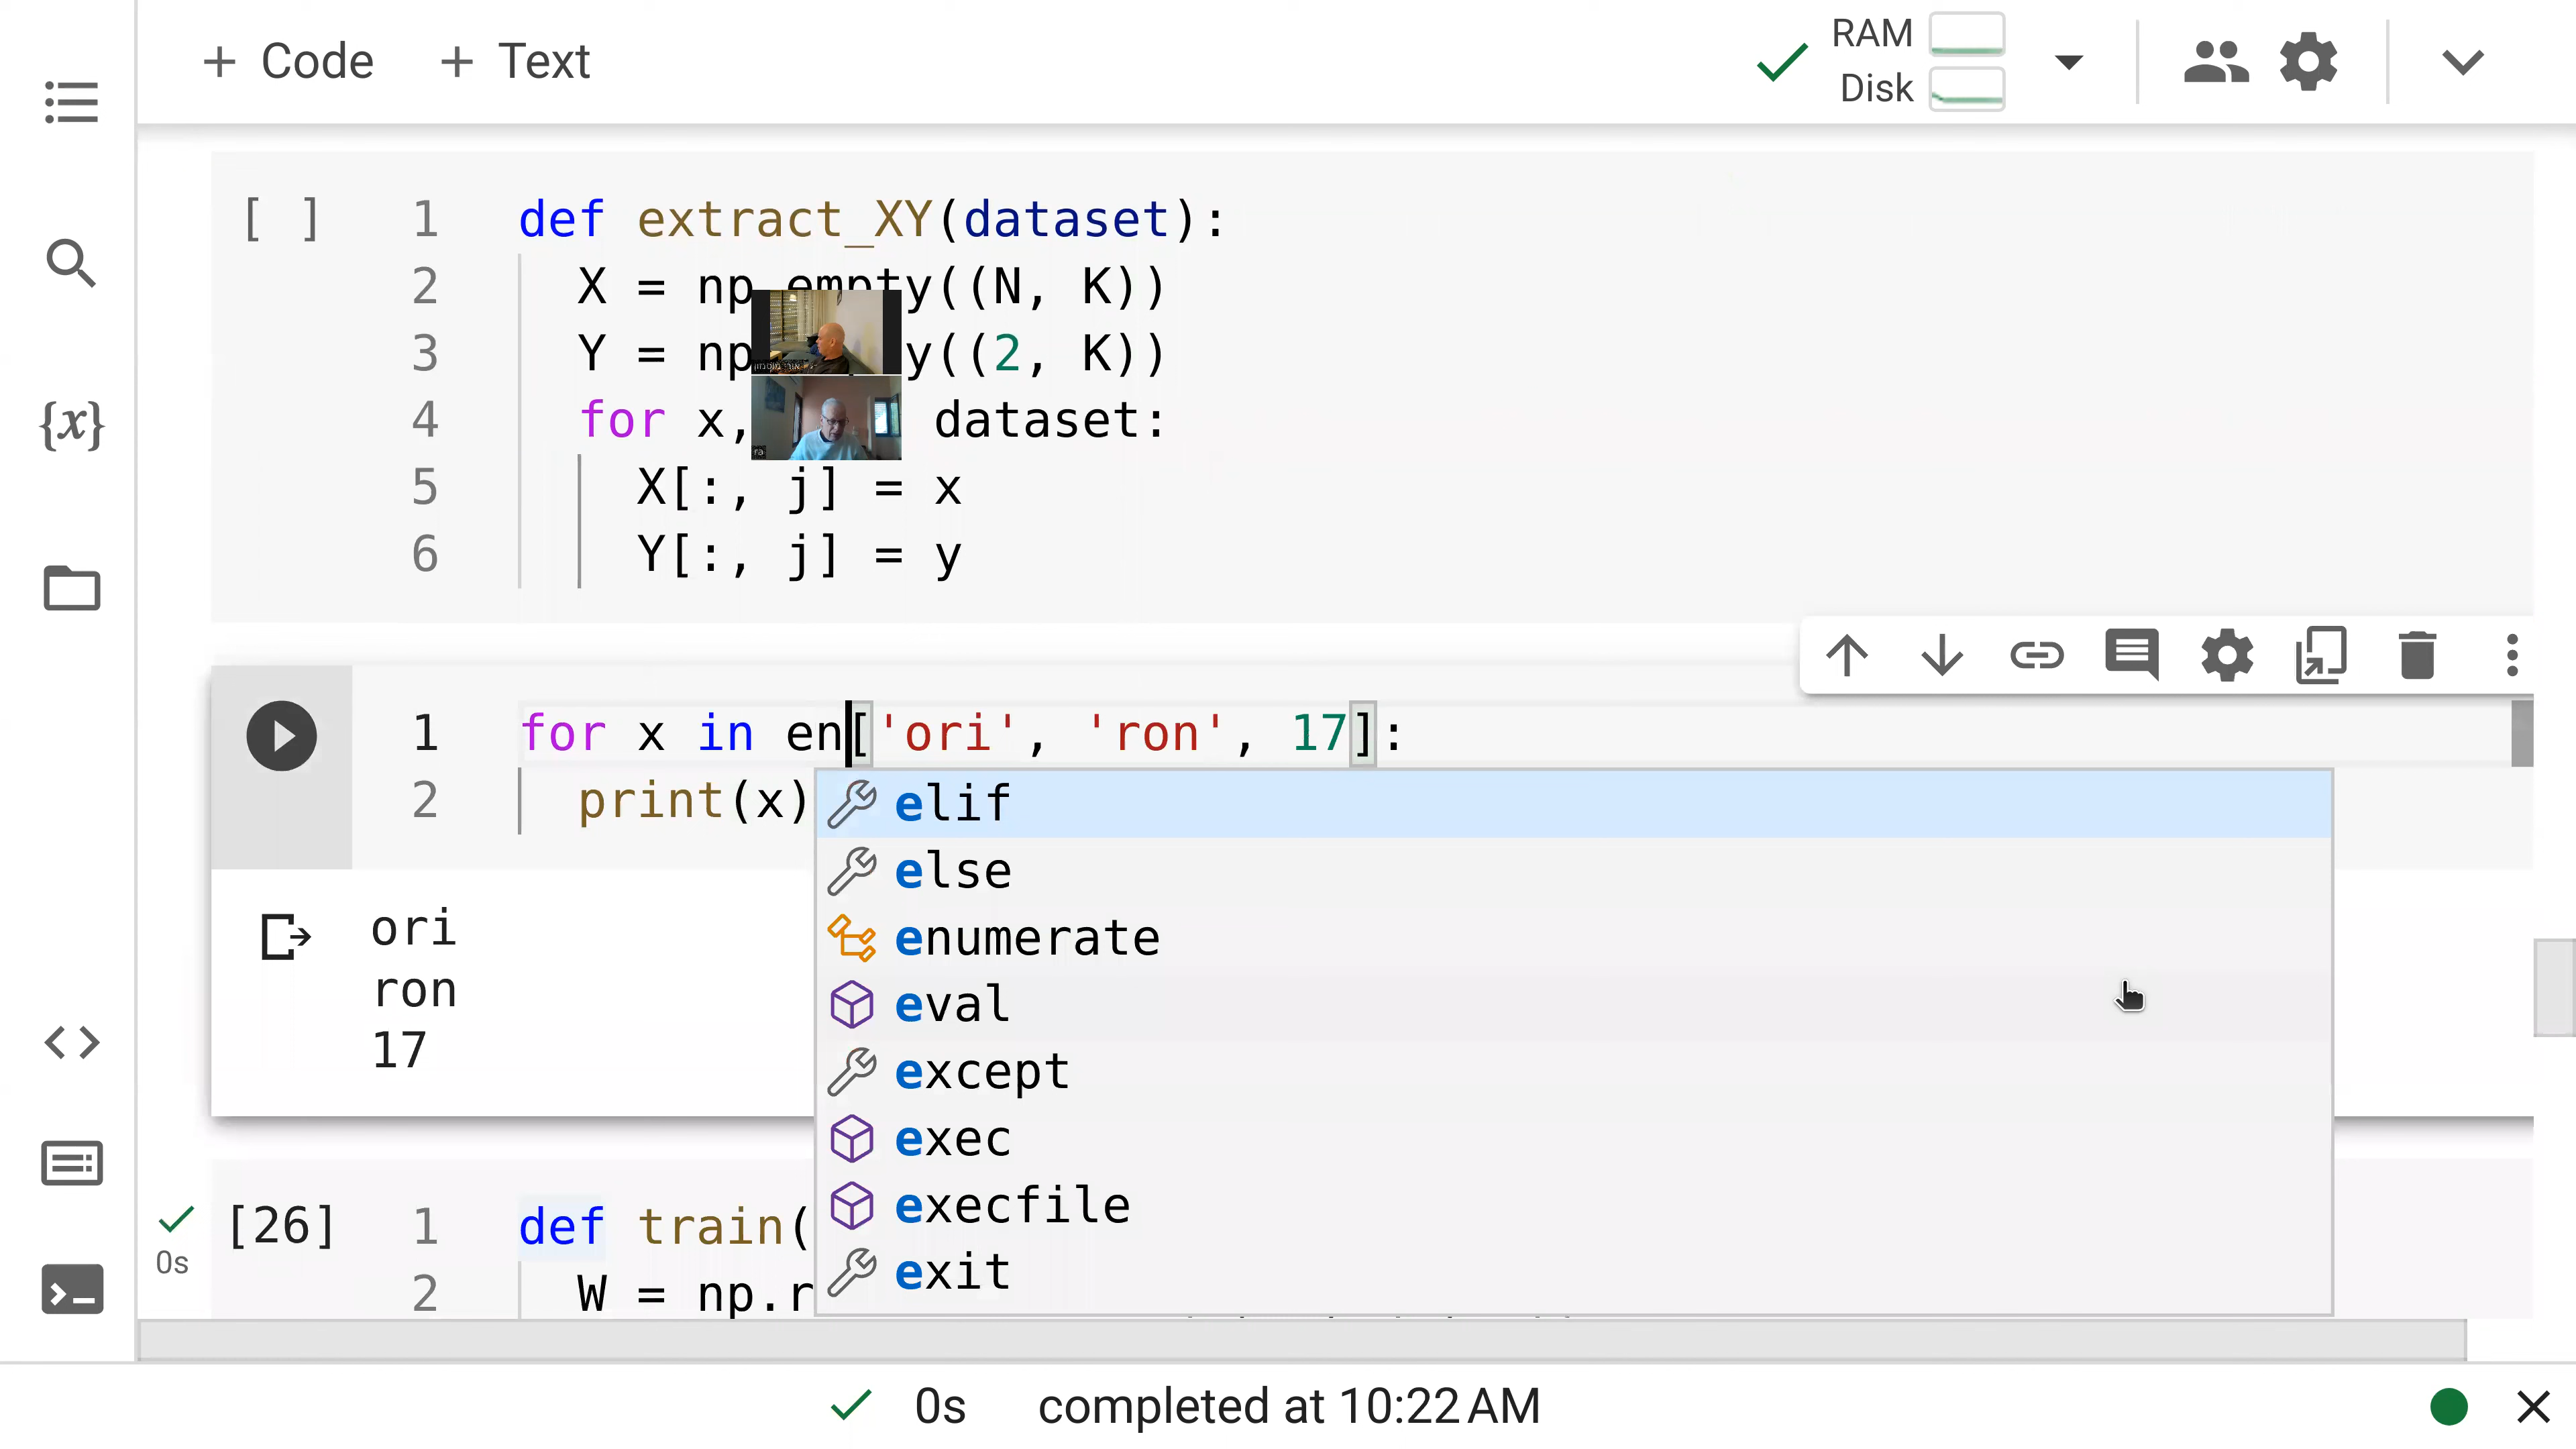 + Code + Text
RAM
Disk
[ ] 1 def extract_XY(dataset):
2 X = np.empty((N, K))
3 Y = np y((2, K))
4 for x, dataset:
5 X[:, j] = x
6 Y[:, j] = y
{x}
1 for x in en['ori', 'ron', 17]:
2 print(x)
elif
else
enumerate
eval
except
exec
execfile
exit
ori
ron
17
[26] 1 def train(
0s
2 W = np.r
0s completed at 10:22 AM
ra